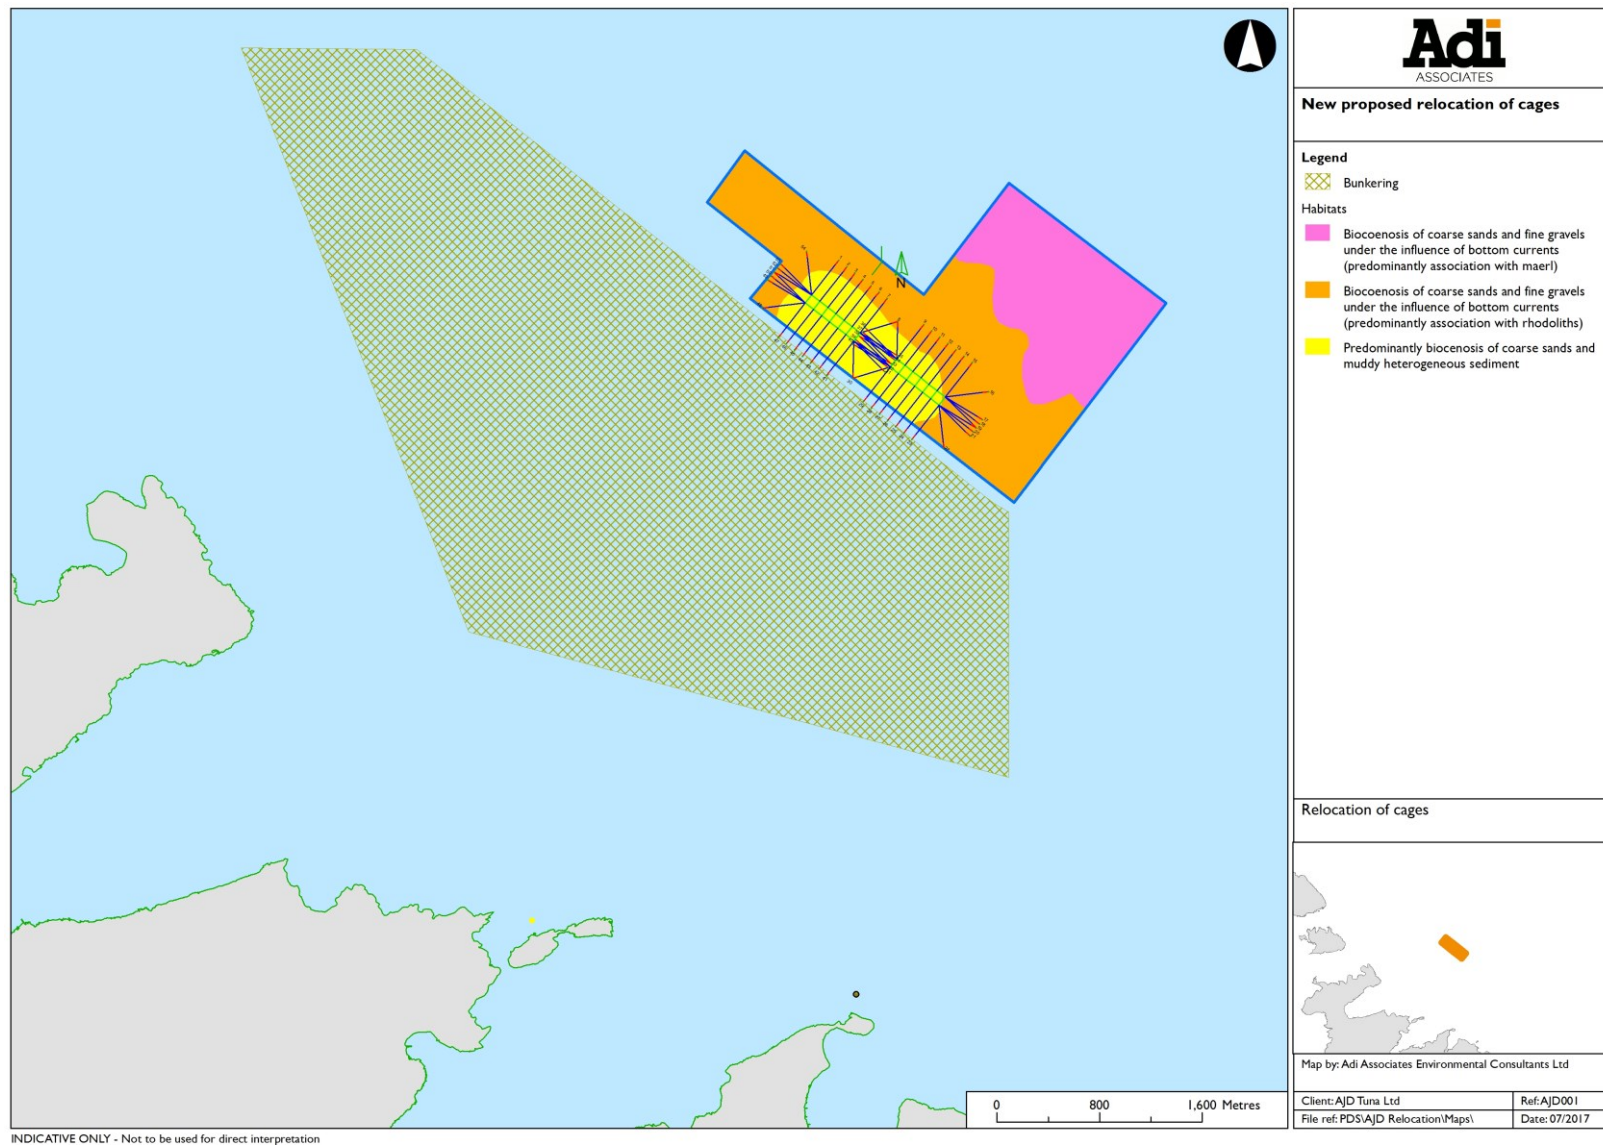 Adi
ASSOCIATES
New proposed relocation of cages
Legend
Bunkering
Habitats
Biocoenosis of coarse sands and fine gravels
under the influence of bottom currents
(predominantly association with maerl)
Biocoenosis of coarse sands and fine gravels
under the influence of bottom currents
(predominantly association with rhodoliths)
Predominantly biocenosis of coarse sands and
muddy heterogeneous sediment
N
Relocation of cages
Map by: Adi Associates Environmental Consultants Ltd
Client: AJD Tuna Ltd
Ref: AJD001
File ref: PDS\AJD Relocation\Maps\
Date: 07/2017
0 800 1,600 Metres
INDICATIVE ONLY - Not to be used for direct interpretation